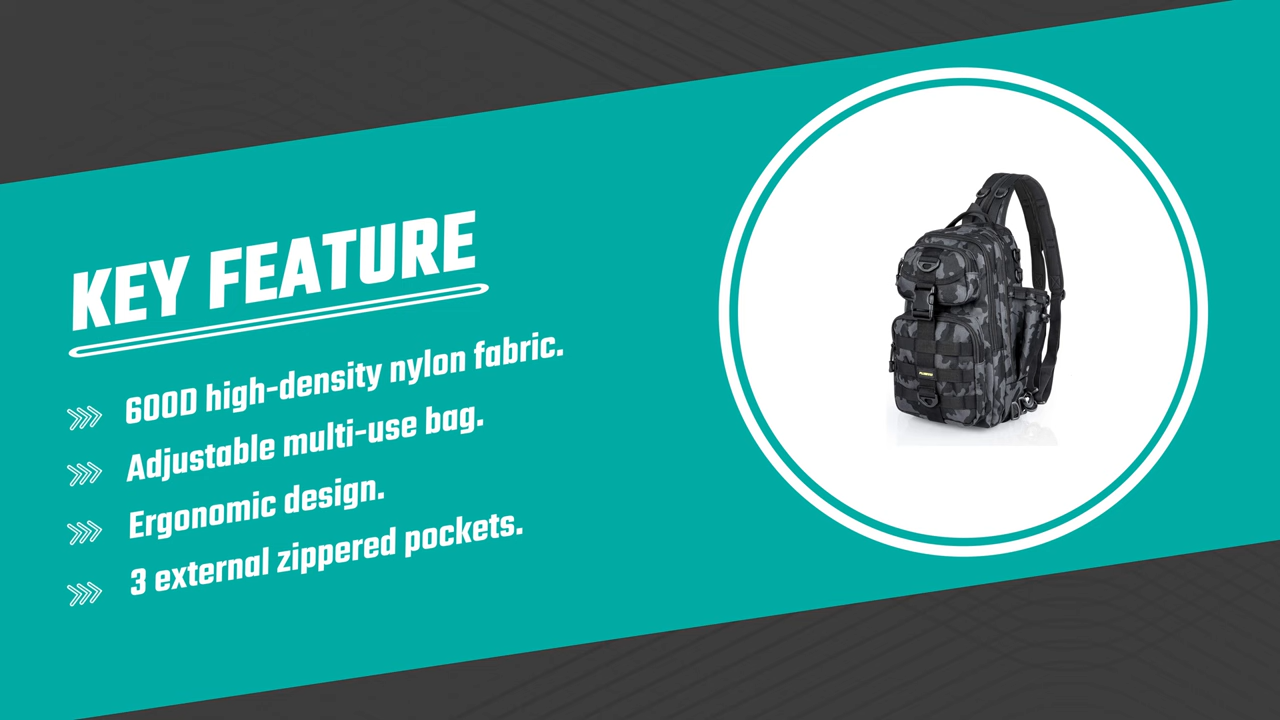 KEY FEATURE
600D high-density nylon fabric.
Adjustable multi-use bag.
Ergonomic design.
3 external zippered pockets.